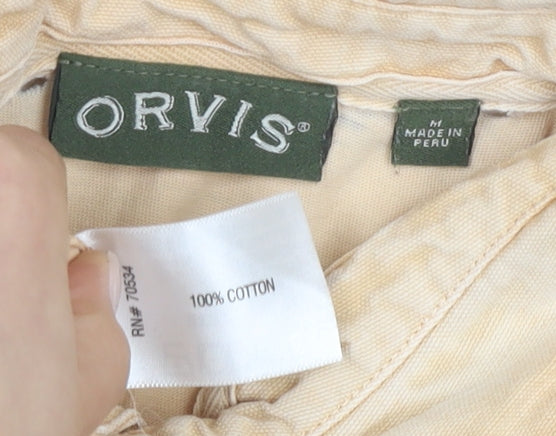 ORVIS®
M
MADE IN
PERU
100% COTTON
RN# 70534